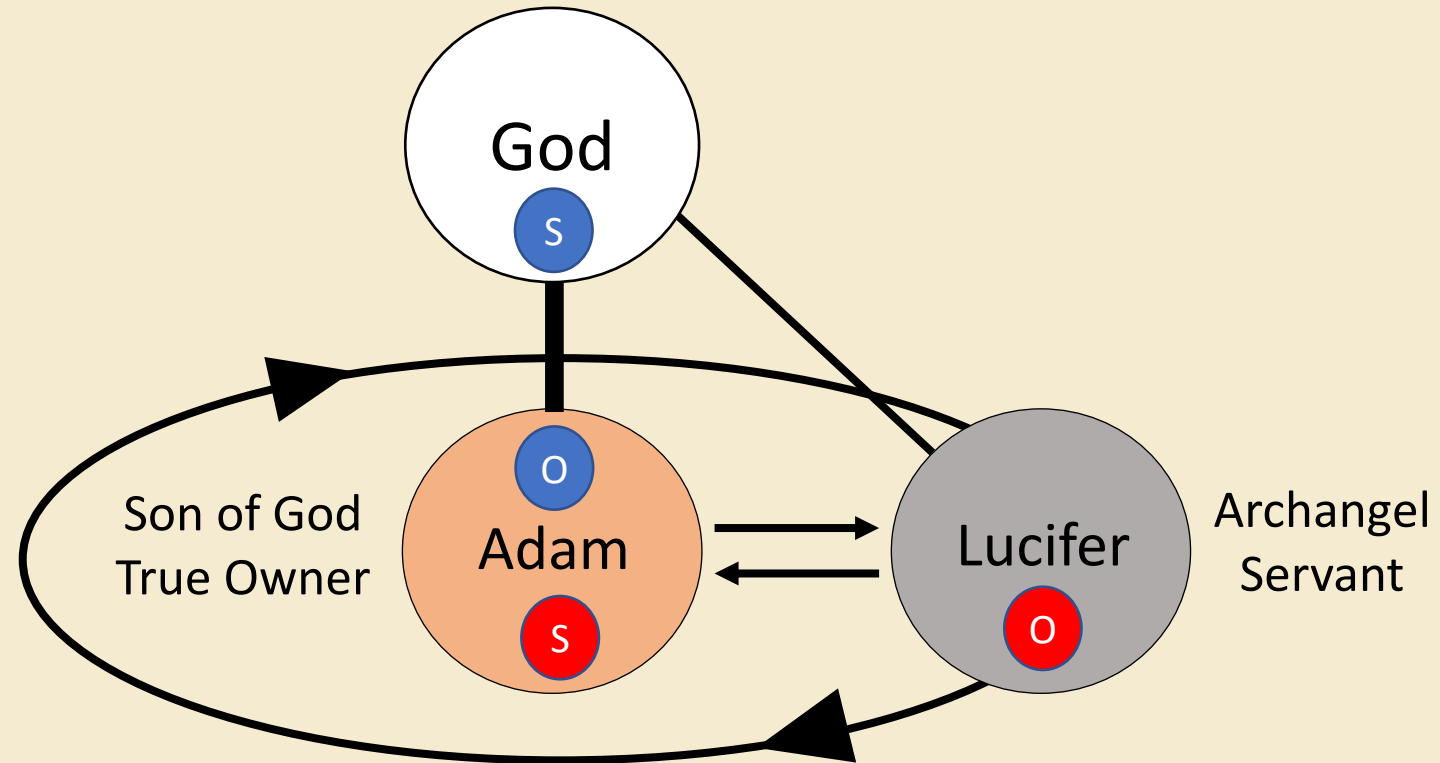 God
S
O
Son of God
True Owner
Adam
S
Lucifer
O
Archangel
Servant